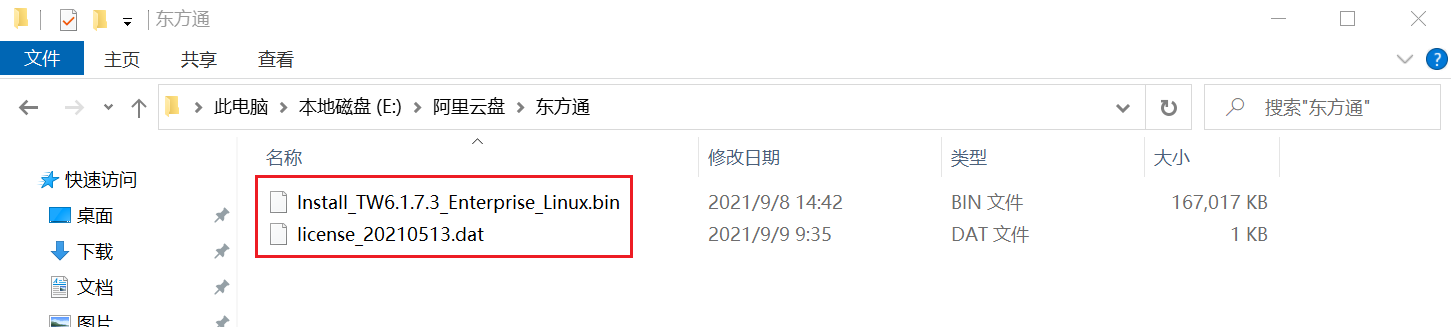 东方通
文件 主页 共享 查看
?
此电脑 本地磁盘 (E:) 阿里云盘 东方通 搜索"东方通"
名称 修改日期 类型 大小
快速访问
Install_TW6.1.7.3_Enterprise_Linux.bin 2021/9/8 14:42 BIN 文件 167,017 KB
桌面
license_20210513.dat 2021/9/9 9:35 DAT 文件 1 KB
下载
文档
图片